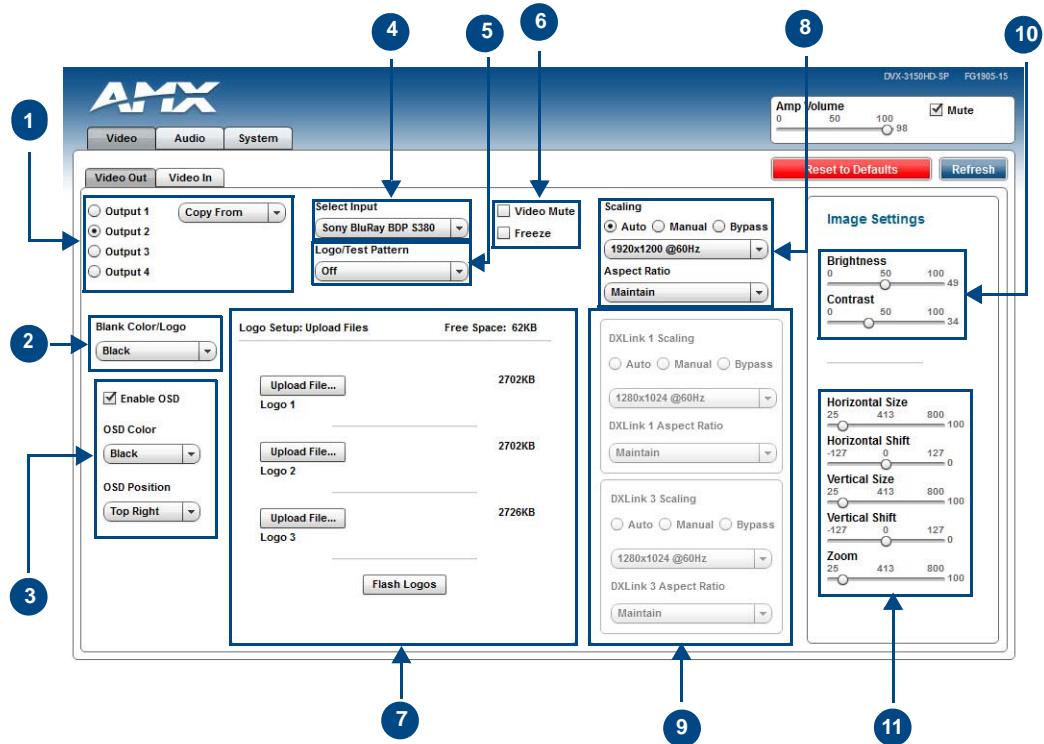 4
5
6
8
10
1
2
3
7
9
11
AMX
DVX-3150HD-SP FG1905-15
Amp Volume
0 50 100
98
Mute
Video Audio System
Reset to Defaults Refresh
Video Out Video In
Output 1
Output 2
Output 3
Output 4
Copy From
Select Input
Sony BluRay BDP S380
Logo/Test Pattern
Off
Video Mute
Freeze
Scaling
Auto Manual Bypass
1920x1200 @60Hz
Aspect Ratio
Maintain
Image Settings
Brightness
0 50 100
49
Contrast
0 50 100
34
Blank Color/Logo
Black
Enable OSD
OSD Color
Black
OSD Position
Top Right
Logo Setup: Upload Files Free Space: 62KB
Upload File... 2702KB
Logo 1
Upload File... 2702KB
Logo 2
Upload File... 2726KB
Logo 3
Flash Logos
DXLink 1 Scaling
Auto Manual Bypass
1280x1024 @60Hz
DXLink 1 Aspect Ratio
Maintain
DXLink 3 Scaling
Auto Manual Bypass
1280x1024 @60Hz
DXLink 3 Aspect Ratio
Maintain
Horizontal Size
25 413 800
100
Horizontal Shift
-127 0 127
0
Vertical Size
25 413 800
100
Vertical Shift
-127 0 127
0
Zoom
25 413 800
100